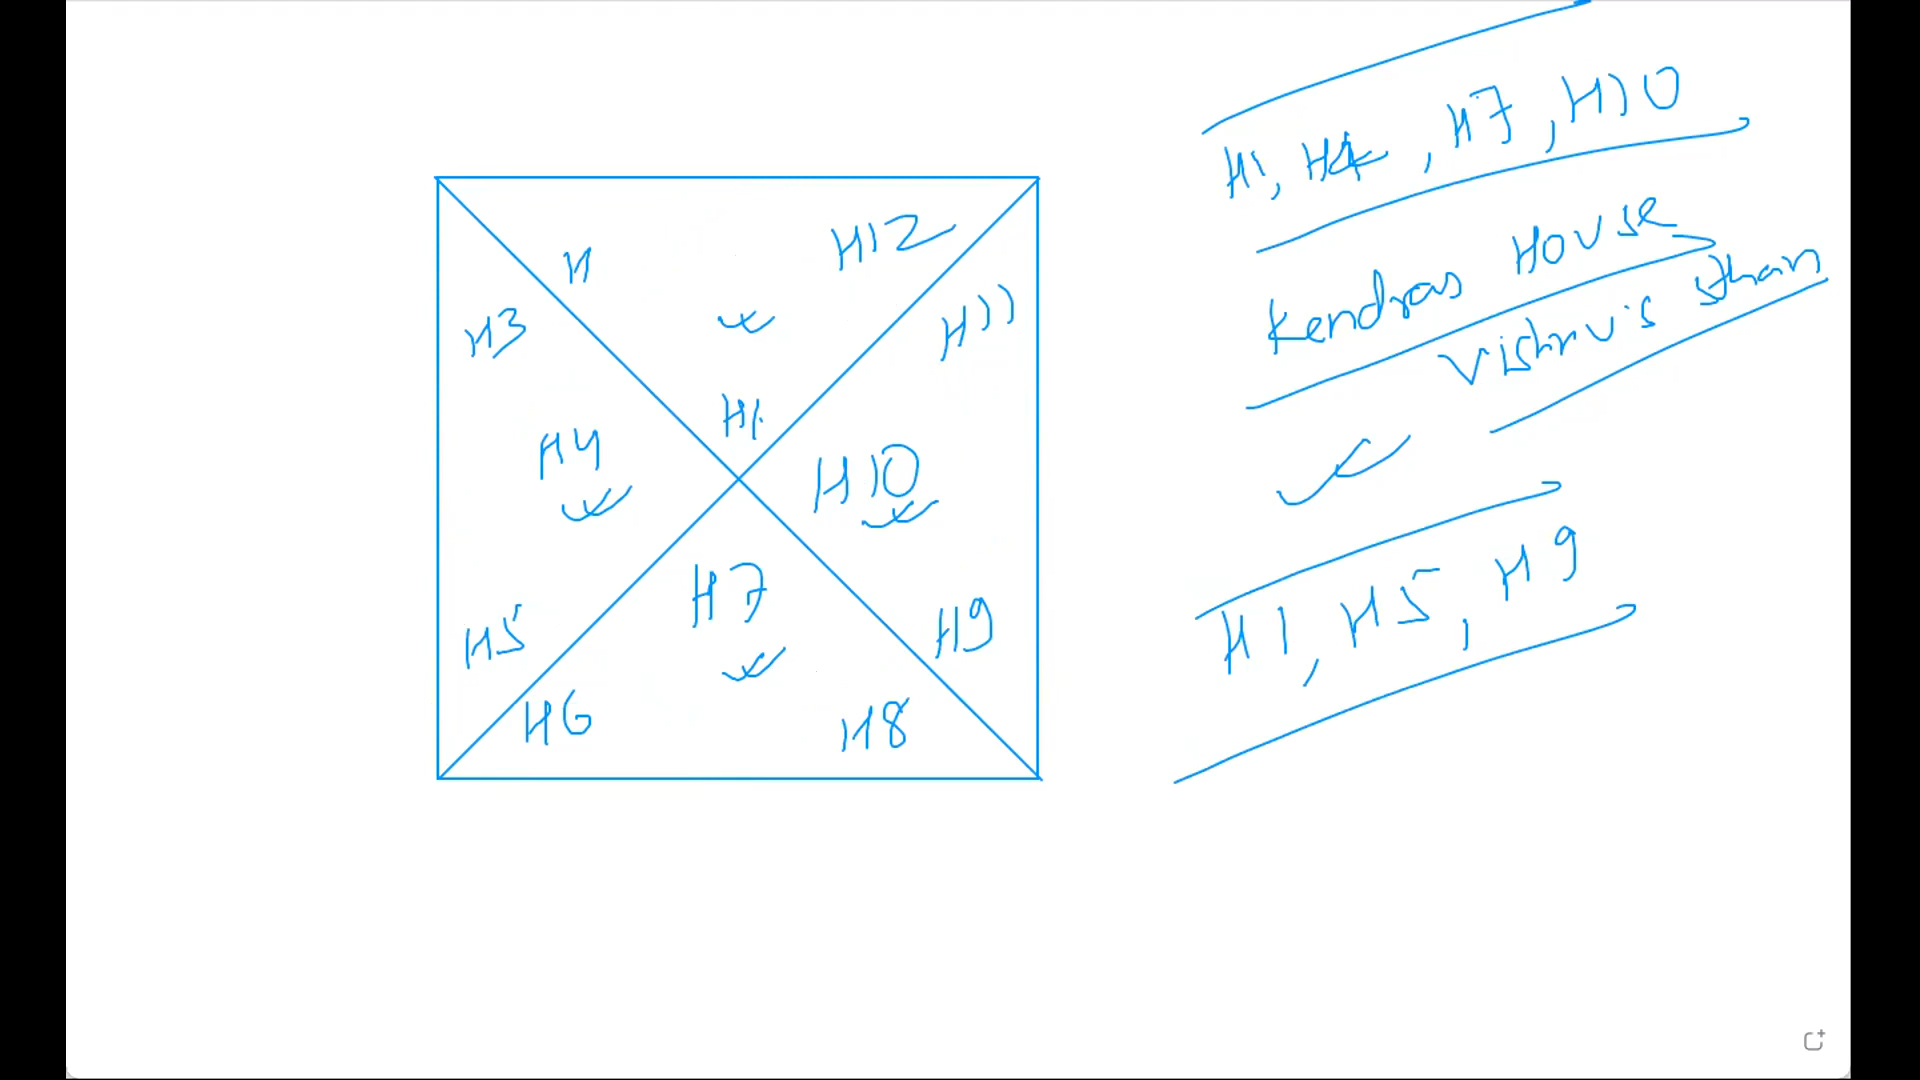 H1, H4, H7, H10
Kendras House
Vishnu's sthan
H1, H5, H9
H
H12
H3
H11
H1
H4
H10
H7
H5
H9
H6
H8